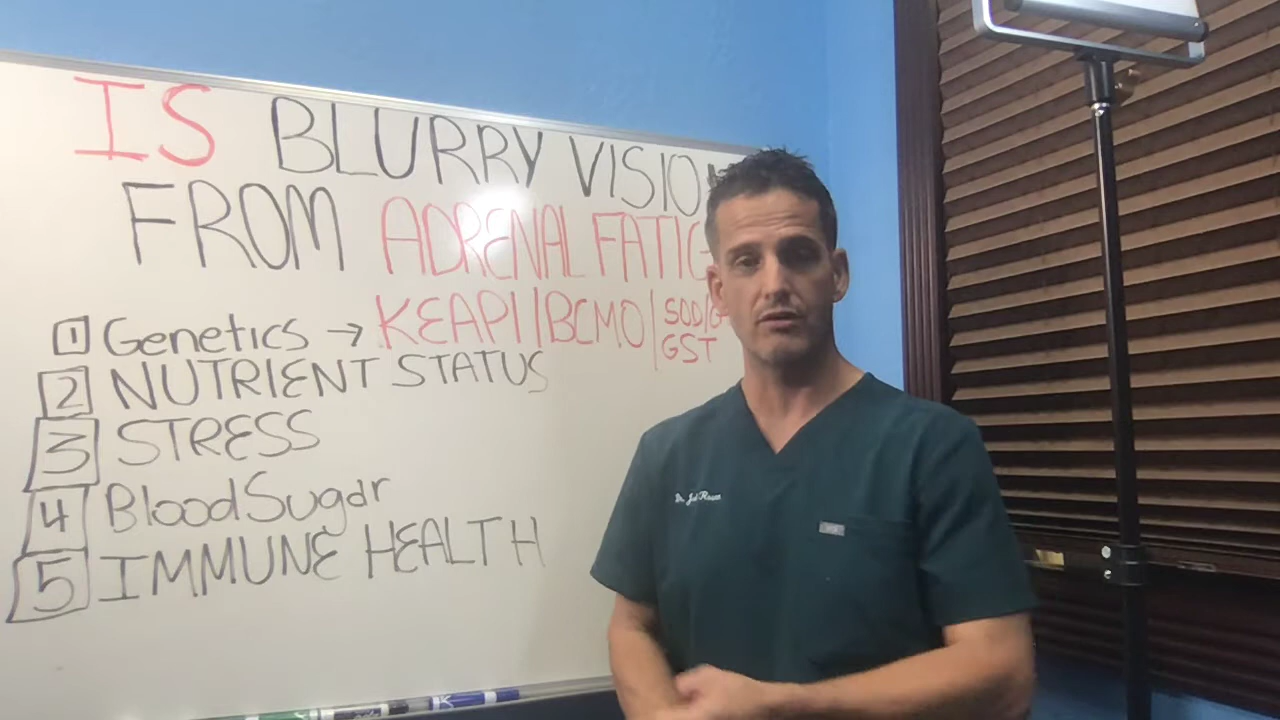 IS BLURRY VISION
FROM ADRENAL FATIG
1 Genetics → KEAP1/|BCMO|SOD/G
GST
2 NUTRIENT STATUS
3 STRESS
4 Blood Sugar
5 IMMUNE HEALTH
Dr.